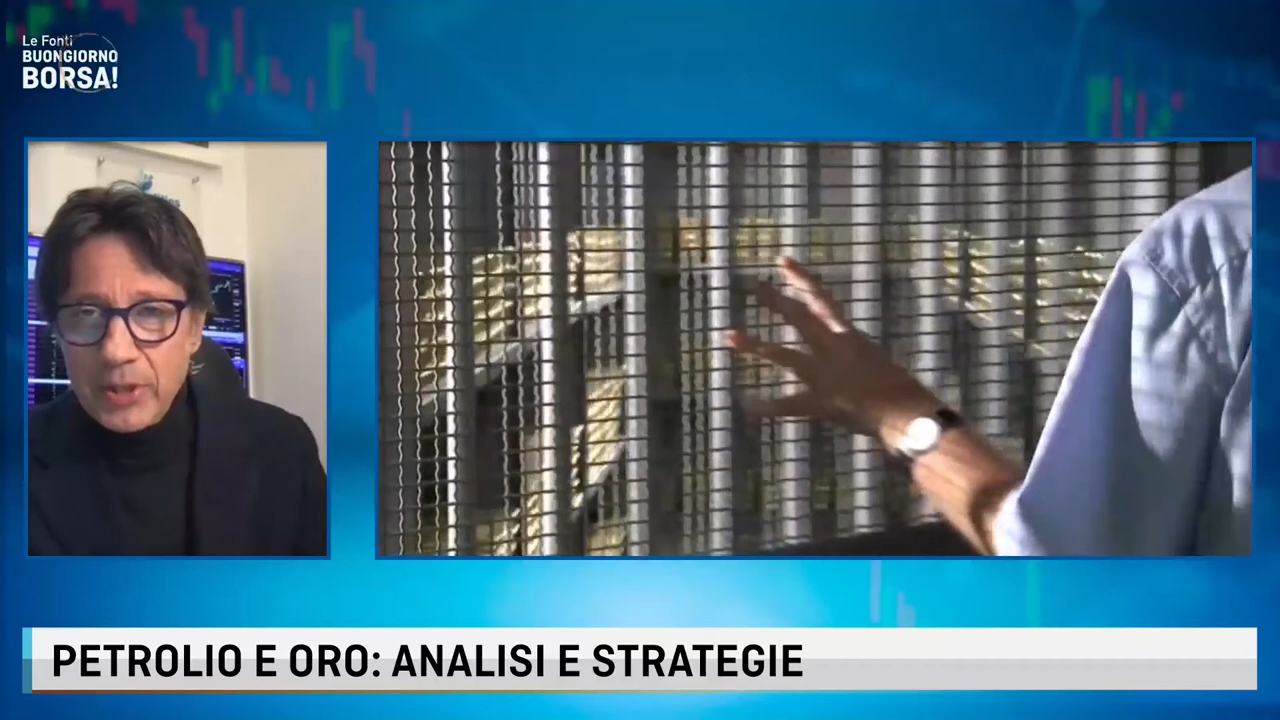 Le Fonti
BUONGIORNO
BORSA!
PETROLIO E ORO: ANALISI E STRATEGIE